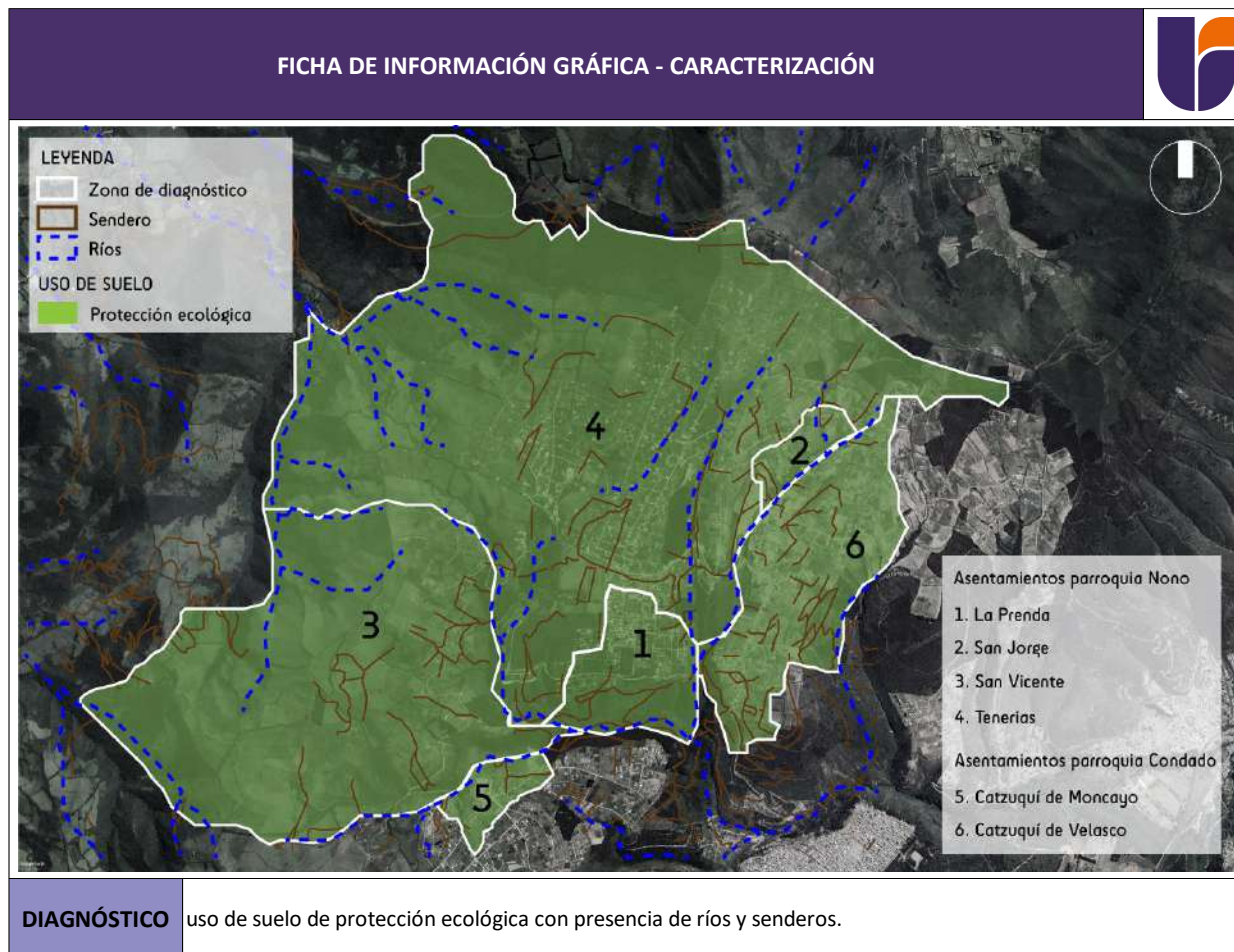 FICHA DE INFORMACIÓN GRÁFICA - CARACTERIZACIÓN
LEYENDA
Zona de diagnóstico
Sendero
Ríos
USO DE SUELO
Protección ecológica
4
2
6
3
1
5
Asentamientos parroquia Nono
1. La Prenda
2. San Jorge
3. San Vicente
4. Tenerias
Asentamientos parroquia Condado
5. Catzuquí de Moncayo
6. Catzuquí de Velasco
DIAGNÓSTICO
uso de suelo de protección ecológica con presencia de ríos y senderos.